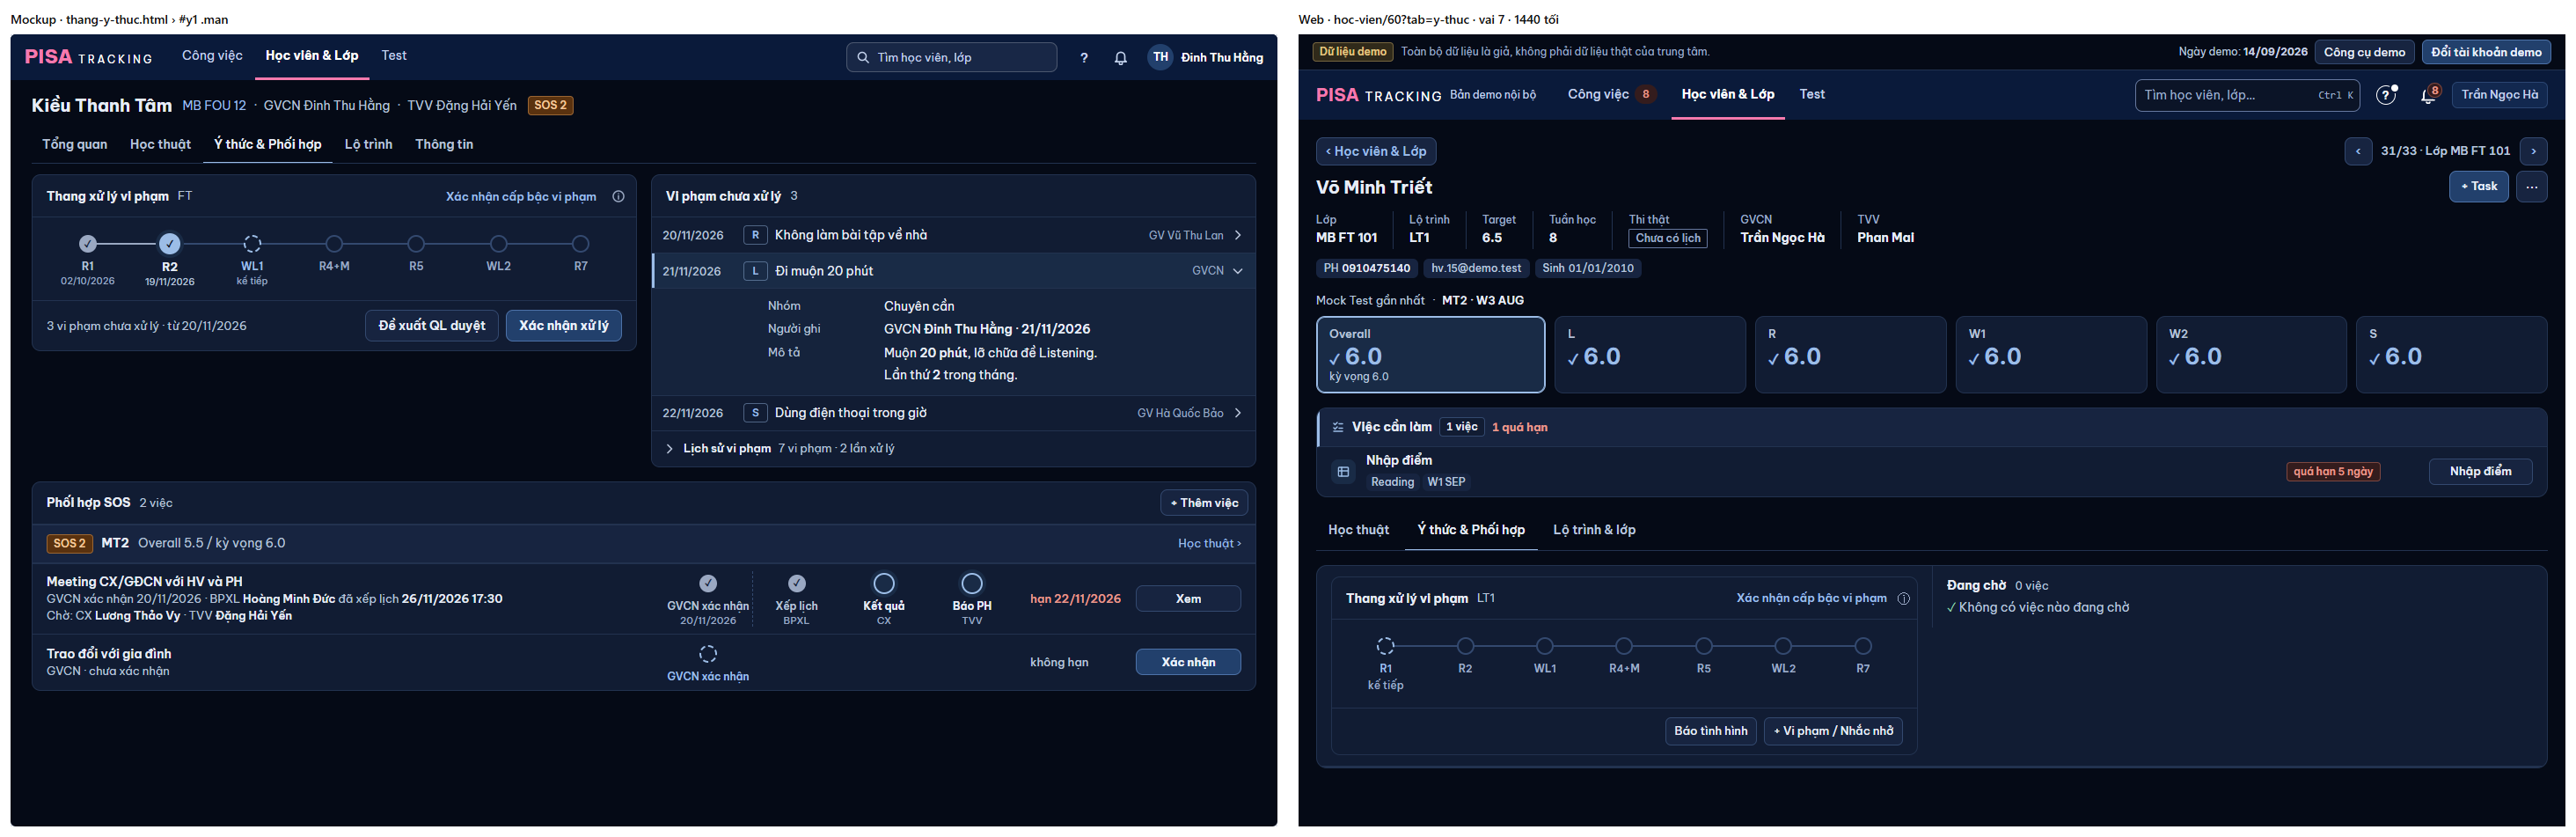 Mockup · thang-y-thuc.html › #y1 .man
PISA TRACKING
Công việc
Học viên & Lớp
Test
Tìm học viên, lớp
?
TH
Đinh Thu Hằng
Kiều Thanh Tâm MB FOU 12 · GVCN Đinh Thu Hằng · TVV Đặng Hải Yến SOS 2
Tổng quan
Học thuật
Ý thức & Phối hợp
Lộ trình
Thông tin
Thang xử lý vi phạm FT
Xác nhận cấp bậc vi phạm
R1
02/10/2026
R2
19/11/2026
WL1
kế tiếp
R4+M
R5
WL2
R7
3 vi phạm chưa xử lý · từ 20/11/2026
Đề xuất QL duyệt
Xác nhận xử lý
Vi phạm chưa xử lý 3
20/11/2026 R Không làm bài tập về nhà GV Vũ Thu Lan
21/11/2026 L Đi muộn 20 phút GVCN
Nhóm Chuyên cần
Người ghi GVCN Đinh Thu Hằng · 21/11/2026
Mô tả Muộn 20 phút, lỡ chữa đề Listening.
Lần thứ 2 trong tháng.
22/11/2026 S Dùng điện thoại trong giờ GV Hà Quốc Bảo
Lịch sử vi phạm 7 vi phạm · 2 lần xử lý
Phối hợp SOS 2 việc
+ Thêm việc
SOS 2 MT2 Overall 5.5 / kỳ vọng 6.0
Học thuật ›
Meeting CX/GĐCN với HV và PH
GVCN xác nhận 20/11/2026 · BPXL Hoàng Minh Đức đã xếp lịch 26/11/2026 17:30
Chờ: CX Lương Thảo Vy · TVV Đặng Hải Yến
GVCN xác nhận
20/11/2026
Xếp lịch
BPXL
Kết quả
CX
Báo PH
TVV
hạn 22/11/2026
Xem
Trao đổi với gia đình
GVCN · chưa xác nhận
GVCN xác nhận
không hạn
Xác nhận
Web · hoc-vien/60?tab=y-thuc · vai 7 · 1440 tối
Dữ liệu demo Toàn bộ dữ liệu là giả, không phải dữ liệu thật của trung tâm.
Ngày demo: 14/09/2026
Công cụ demo
Đổi tài khoản demo
PISA TRACKING Bản demo nội bộ
Công việc 8
Học viên & Lớp
Test
Tìm học viên, lớp... Ctrl K
?
8
Trần Ngọc Hà
‹ Học viên & Lớp
‹ 31/33 · Lớp MB FT 101 ›
Võ Minh Triết
+ Task
...
Lớp
MB FT 101
Lộ trình
LT1
Target
6.5
Tuần học
8
Thi thật
Chưa có lịch
GVCN
Trần Ngọc Hà
TVV
Phan Mai
PH 0910475140
hv.15@demo.test
Sinh 01/01/2010
Mock Test gần nhất · MT2 · W3 AUG
Overall
✓ 6.0
kỳ vọng 6.0
L
✓ 6.0
R
✓ 6.0
W1
✓ 6.0
W2
✓ 6.0
S
✓ 6.0
Việc cần làm 1 việc 1 quá hạn
Nhập điểm
Reading W1 SEP
quá hạn 5 ngày
Nhập điểm
Học thuật
Ý thức & Phối hợp
Lộ trình & lớp
Thang xử lý vi phạm LT1
Xác nhận cấp bậc vi phạm
R1
kế tiếp
R2
WL1
R4+M
R5
WL2
R7
Báo tình hình
+ Vi phạm / Nhắc nhở
Đang chờ 0 việc
✓ Không có việc nào đang chờ